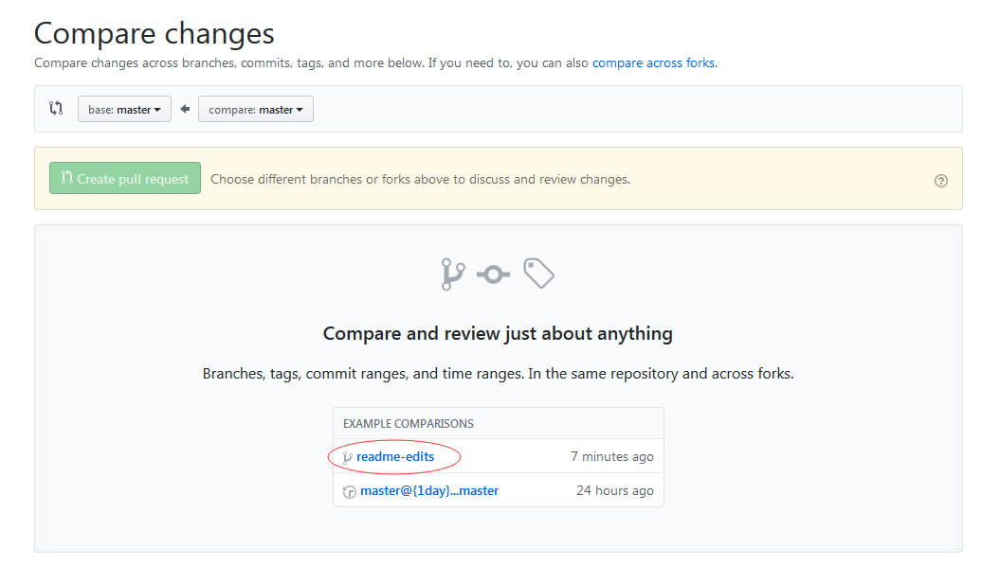 Compare changes
Compare changes across branches, commits, tags, and more below. If you need to, you can also compare across forks.
base: master compare: master
Create pull request Choose different branches or forks above to discuss and review changes.
Compare and review just about anything
Branches, tags, commit ranges, and time ranges. In the same repository and across forks.
EXAMPLE COMPARISONS
readme-edits 7 minutes ago
master@{1day}...master 24 hours ago